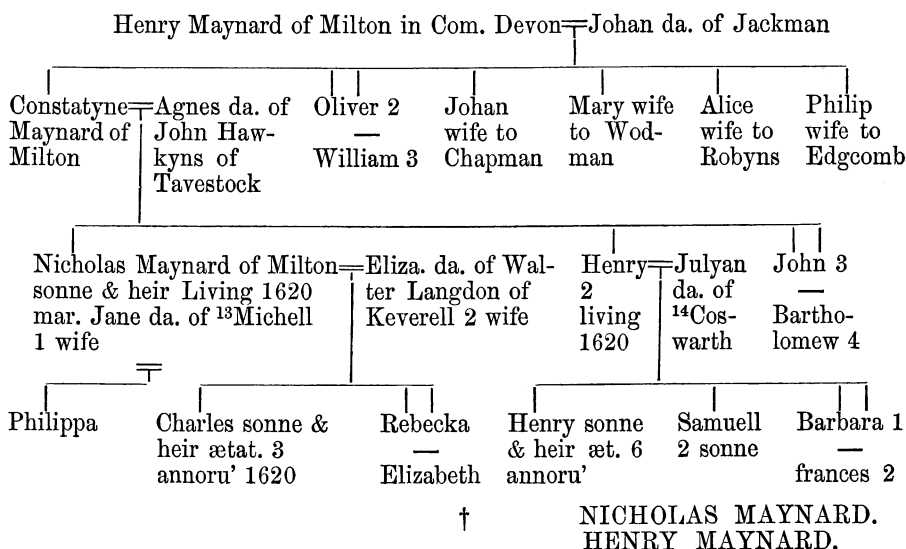 Henry Maynard of Milton in Com. Devon=Johan da. of Jackman
Constatyne=Agnes da. of
Maynard of John Haw-
Milton kyns of
Tavestock
Oliver 2
—
William 3
Johan
wife to
Chapman
Mary wife
to Wod-
man
Alice
wife to
Robyns
Philip
wife to
Edgcomb
Nicholas Maynard of Milton=Eliza. da. of Wal-
sonne & heir Living 1620 ter Langdon of
mar. Jane da. of ¹³Michell Keverell 2 wife
1 wife
Henry=Julyan
2 da. of
living ¹⁴Cos-
1620 warth
John 3
—
Bartho-
lomew 4
Philippa
Charles sonne &
heir ætat. 3
annoru' 1620
Rebecka
—
Elizabeth
Henry sonne
& heir æt. 6
annoru'
Samuell
2 sonne
Barbara 1
—
frances 2
† NICHOLAS MAYNARD.
HENRY MAYNARD.